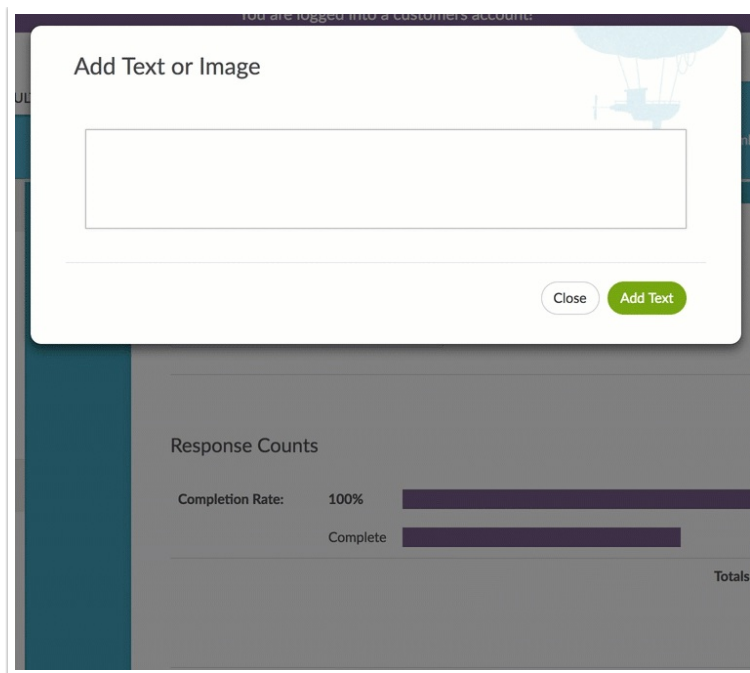 You are logged into a customers account!
Add Text or Image
Close Add Text
Response Counts
Completion Rate: 100%
Complete
Totals